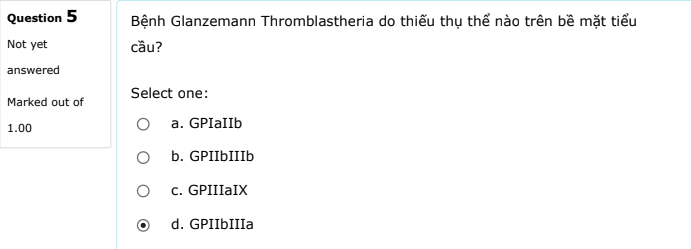 Question 5
Not yet
answered
Marked out of
1.00
Bệnh Glanzemann Thromblastheria do thiếu thụ thể nào trên bề mặt tiểu
cầu?
Select one:
a. GPIaIIb
b. GPIIbIIIb
c. GPIIIaIX
d. GPIIbIIIa